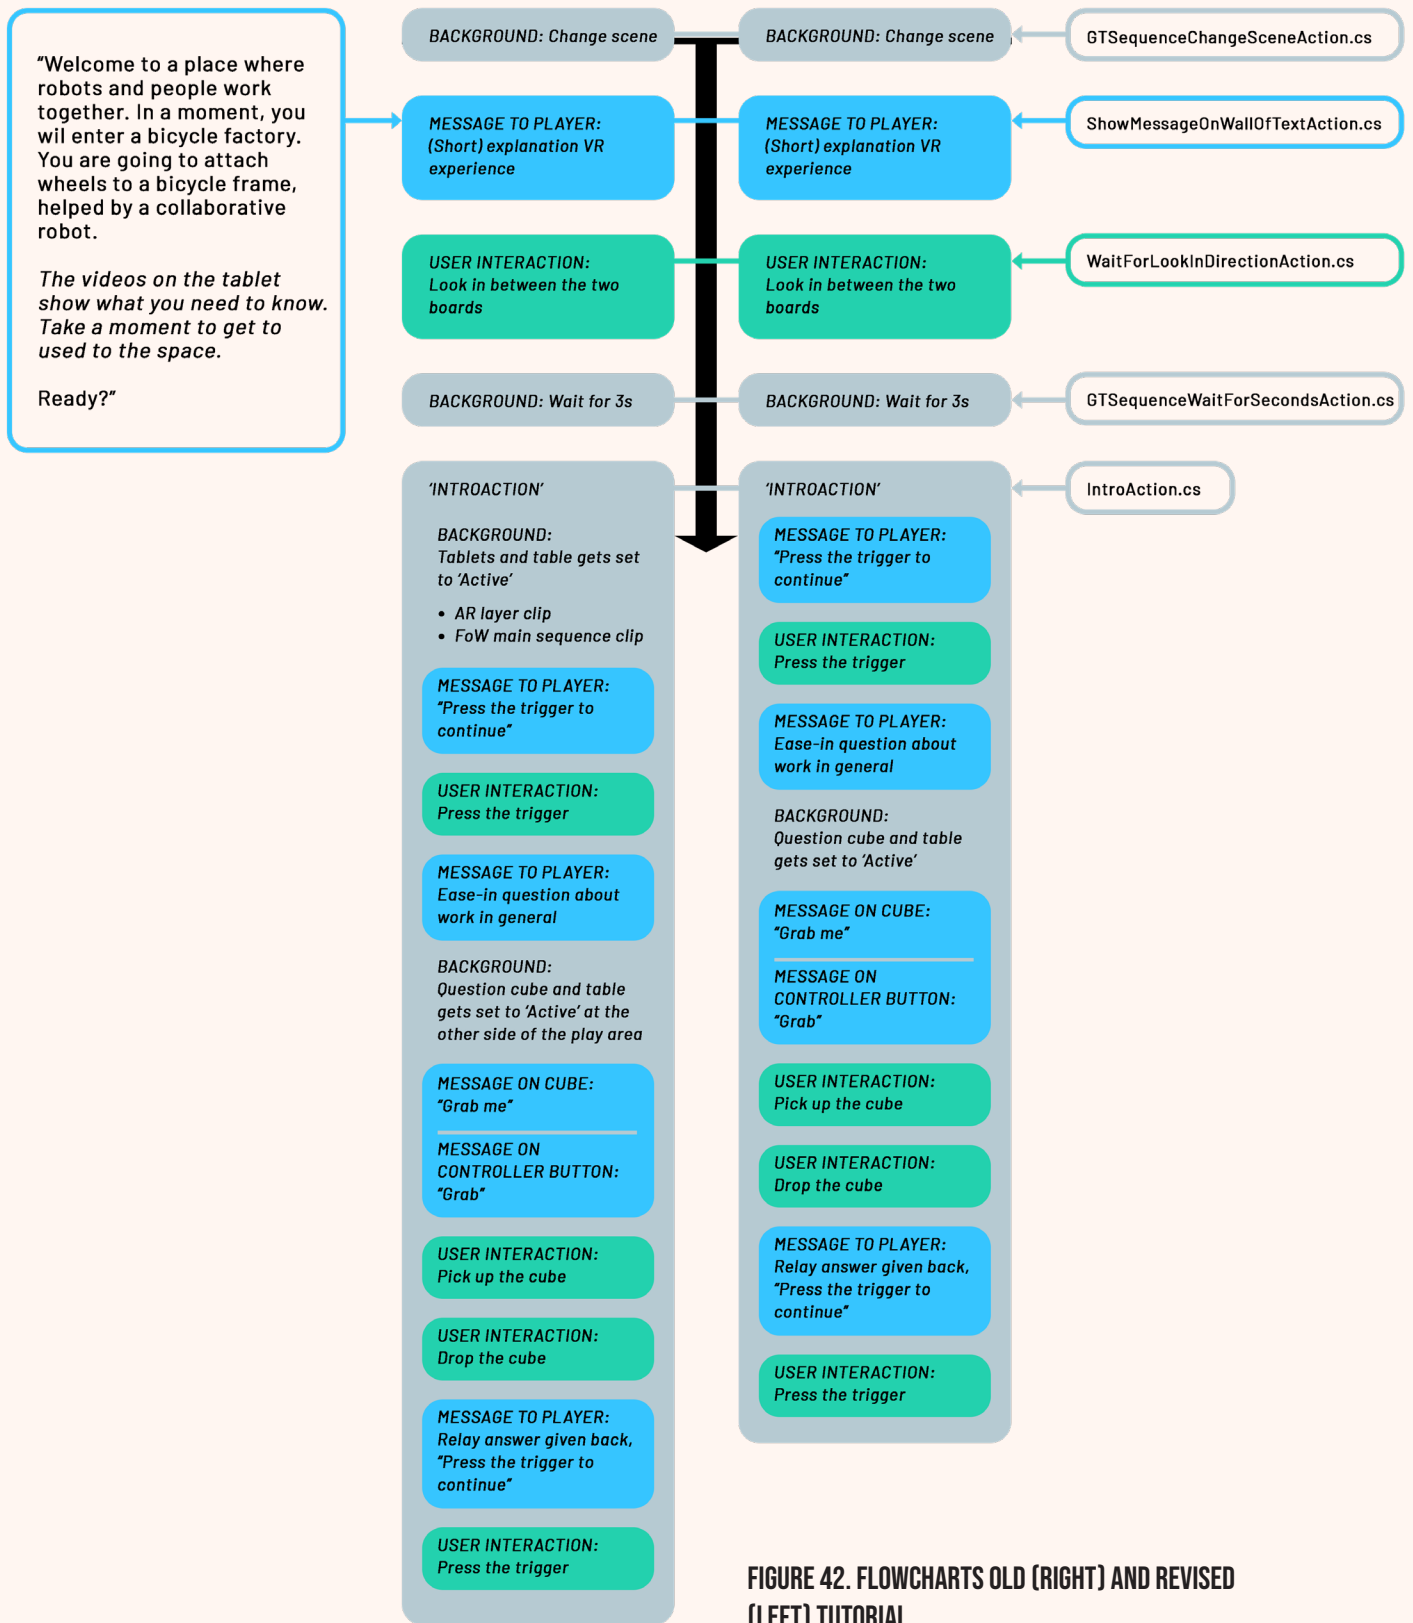 “Welcome to a place where
robots and people work
together. In a moment, you
wil enter a bicycle factory.
You are going to attach
wheels to a bicycle frame,
helped by a collaborative
robot.
The videos on the tablet
show what you need to know.
Take a moment to get to
used to the space.
Ready?”
BACKGROUND: Change scene
MESSAGE TO PLAYER:
(Short) explanation VR
experience
USER INTERACTION:
Look in between the two
boards
BACKGROUND: Wait for 3s
‘INTROACTION’
BACKGROUND:
Tablets and table gets set
to ‘Active’
• AR layer clip
• FoW main sequence clip
MESSAGE TO PLAYER:
“Press the trigger to
continue”
USER INTERACTION:
Press the trigger
MESSAGE TO PLAYER:
Ease-in question about
work in general
BACKGROUND:
Question cube and table
gets set to ‘Active’ at the
other side of the play area
MESSAGE ON CUBE:
“Grab me”
MESSAGE ON
CONTROLLER BUTTON:
“Grab”
USER INTERACTION:
Pick up the cube
USER INTERACTION:
Drop the cube
MESSAGE TO PLAYER:
Relay answer given back,
“Press the trigger to
continue”
USER INTERACTION:
Press the trigger
BACKGROUND: Change scene
MESSAGE TO PLAYER:
(Short) explanation VR
experience
USER INTERACTION:
Look in between the two
boards
BACKGROUND: Wait for 3s
‘INTROACTION’
MESSAGE TO PLAYER:
“Press the trigger to
continue”
USER INTERACTION:
Press the trigger
MESSAGE TO PLAYER:
Ease-in question about
work in general
BACKGROUND:
Question cube and table
gets set to ‘Active’
MESSAGE ON CUBE:
“Grab me”
MESSAGE ON
CONTROLLER BUTTON:
“Grab”
USER INTERACTION:
Pick up the cube
USER INTERACTION:
Drop the cube
MESSAGE TO PLAYER:
Relay answer given back,
“Press the trigger to
continue”
USER INTERACTION:
Press the trigger
GTSequenceChangeSceneAction.cs
ShowMessageOnWallOfTextAction.cs
WaitForLookInDirectionAction.cs
GTSequenceWaitForSecondsAction.cs
IntroAction.cs
FIGURE 42. FLOWCHARTS OLD (RIGHT) AND REVISED
(LEFT) TUTORIAL